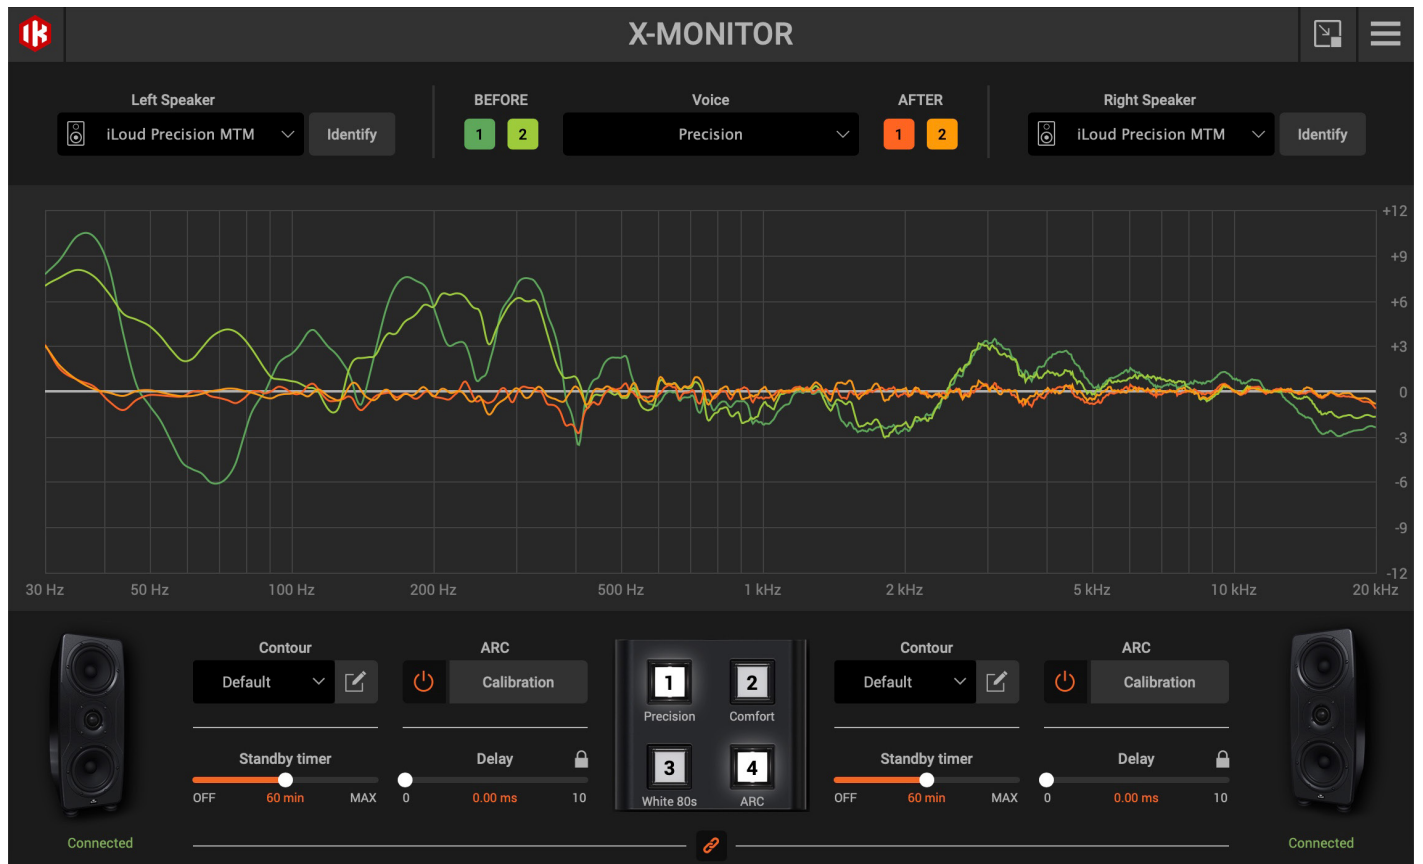 X-MONITOR
Left Speaker
iLoud Precision MTM
Identify
BEFORE
1 2
Voice
Precision
AFTER
1 2
Right Speaker
iLoud Precision MTM
Identify
+12
+9
+6
+3
0
-3
-6
-9
-12
30 Hz 50 Hz 100 Hz 200 Hz 500 Hz 1 kHz 2 kHz 5 kHz 10 kHz 20 kHz
Contour
Default
ARC
Calibration
Standby timer
OFF 60 min MAX
Delay
0 0.00 ms 10
Connected
1 2
Precision Comfort
3 4
White 80s ARC
Contour
Default
ARC
Calibration
Standby timer
OFF 60 min MAX
Delay
0 0.00 ms 10
Connected